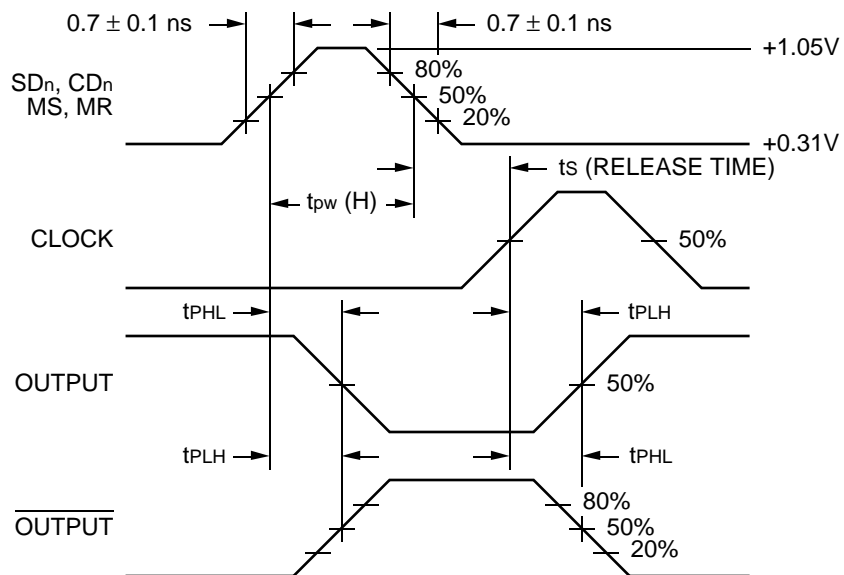 0.7 ± 0.1 ns
0.7 ± 0.1 ns
+1.05V
SDn, CDn
MS, MR
80%
50%
20%
+0.31V
tS (RELEASE TIME)
tpw (H)
CLOCK
50%
tPHL
tPLH
OUTPUT
50%
tPLH
tPHL
OUTPUT
80%
50%
20%